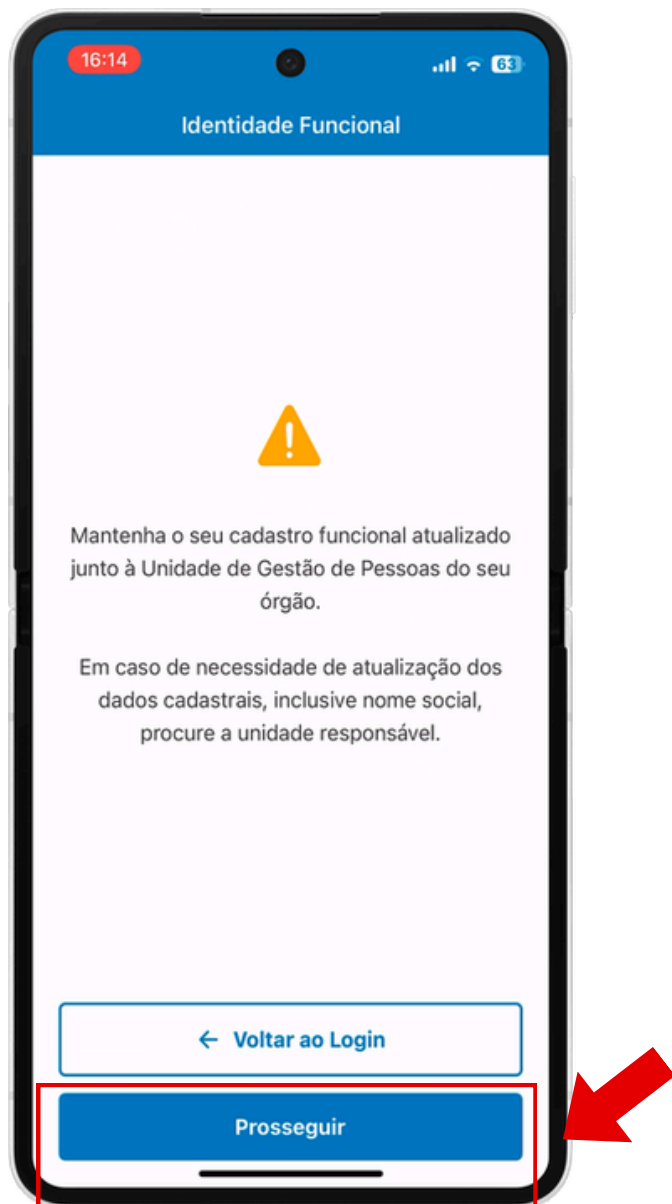 16:14
63
Identidade Funcional
Mantenha o seu cadastro funcional atualizado
junto à Unidade de Gestão de Pessoas do seu
órgão.
Em caso de necessidade de atualização dos
dados cadastrais, inclusive nome social,
procure a unidade responsável.
← Voltar ao Login
Prosseguir